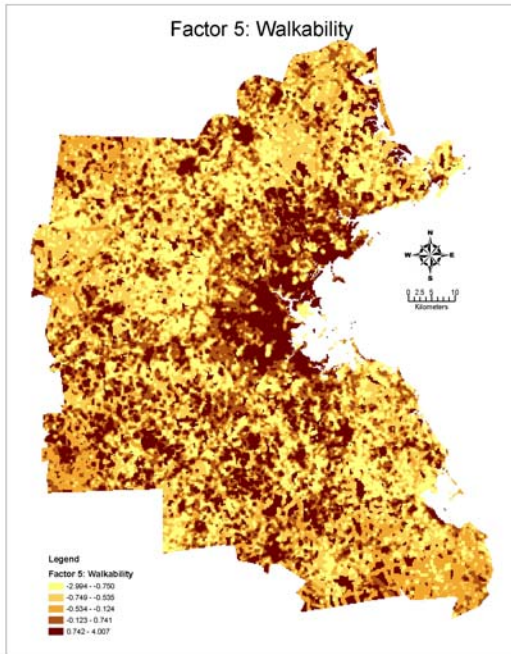 Factor 5: Walkability
N
W E
S
0 2.5 5 10
Kilometers
Legend
Factor 5: Walkability
-2.994 - -0.750
-0.749 - -0.535
-0.534 - -0.124
-0.123 - 0.741
0.742 - 4.007